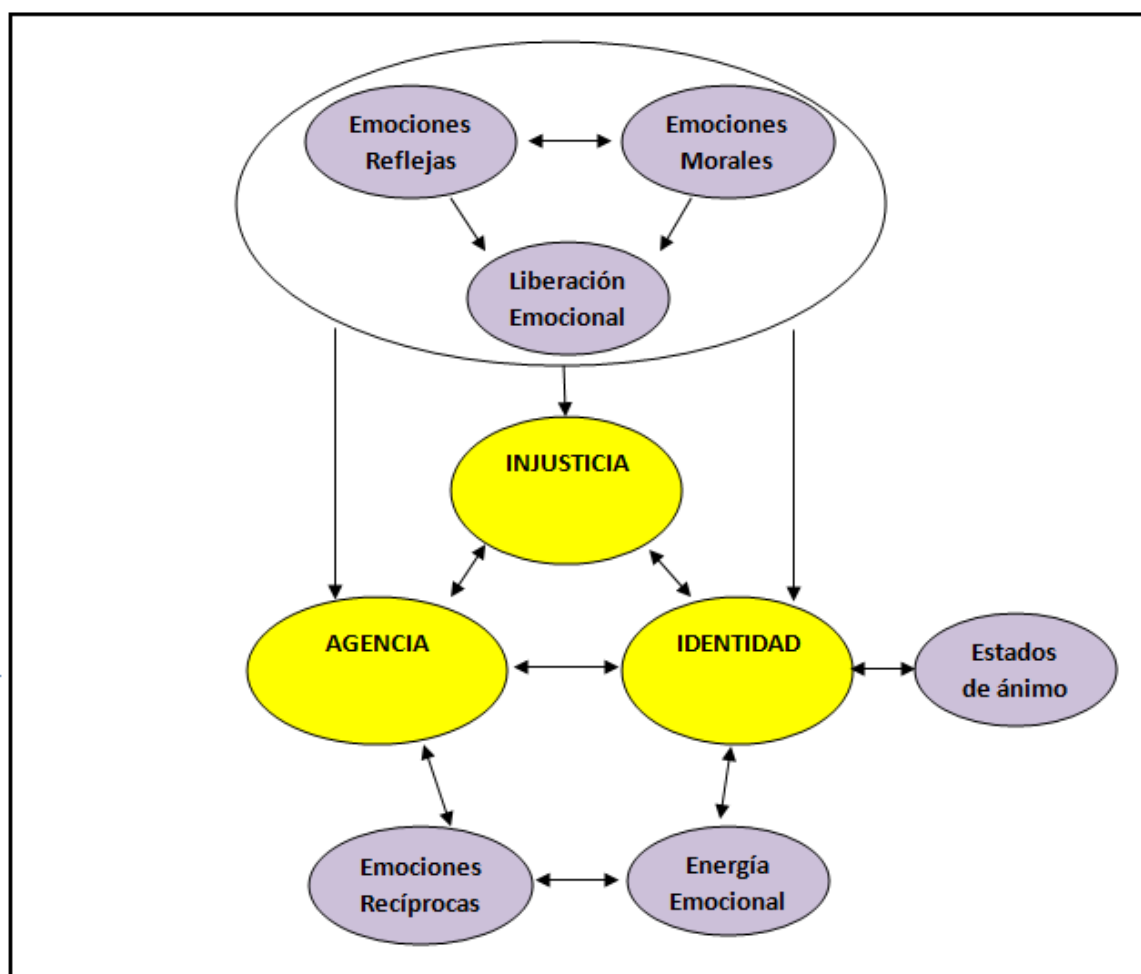 Emociones
Reflejas
Emociones
Morales
Liberación
Emocional
INJUSTICIA
AGENCIA
IDENTIDAD
Estados
de ánimo
Emociones
Recíprocas
Energía
Emocional